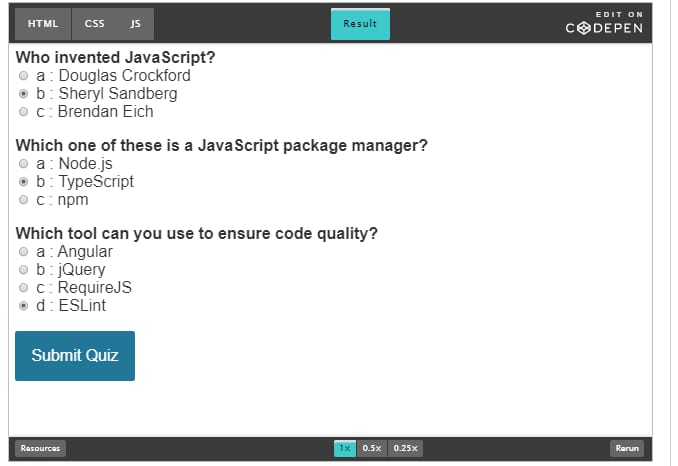 HTML CSS JS Result EDIT ON
CODEPEN
Who invented JavaScript?
a : Douglas Crockford
b : Sheryl Sandberg
c : Brendan Eich
Which one of these is a JavaScript package manager?
a : Node.js
b : TypeScript
c : npm
Which tool can you use to ensure code quality?
a : Angular
b : jQuery
c : RequireJS
d : ESLint
Submit Quiz
Resources 1x 0.5x 0.25x Rerun